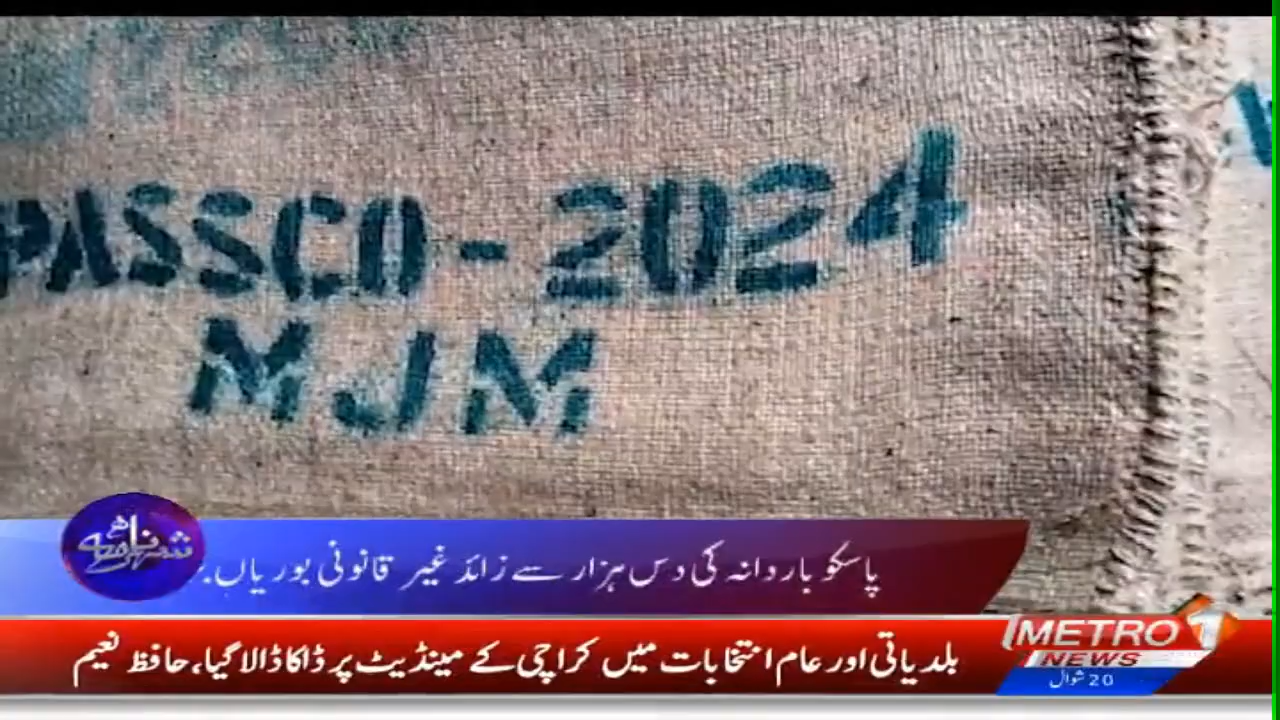 PASSCO-2024
MJM
شہرنامہ
پاسکو باردانہ کی دس ہزار سے زائد غیر قانونی بوریاں
بلدیاتی اور عام انتخابات میں کراچی کے مینڈیٹ پر ڈاکا ڈالا گیا، حافظ نعیم
METRO 1
NEWS
20 شوال